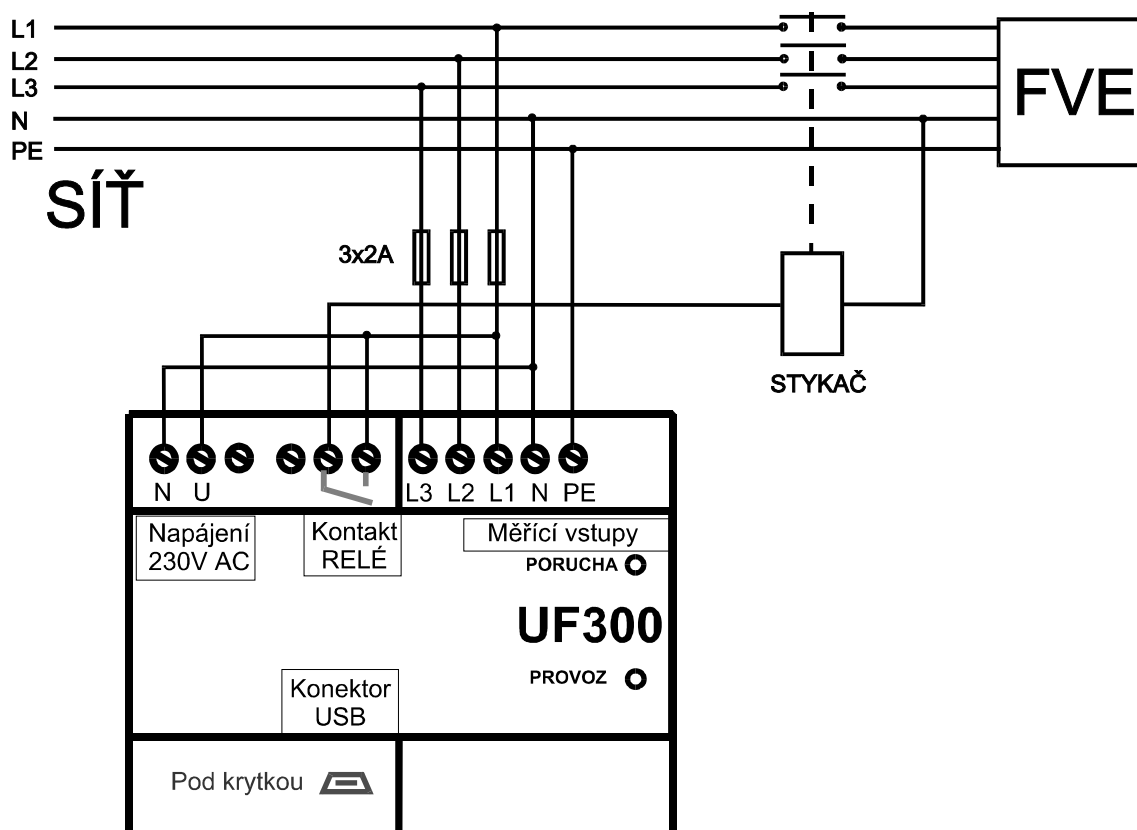 L1
L2
L3
N
PE
FVE
SÍŤ
3x2A
STYKAČ
N U
L3 L2 L1 N PE
Napájení
230V AC
Kontakt
RELÉ
Měřící vstupy
PORUCHA
UF300
PROVOZ
Konektor
USB
Pod krytkou